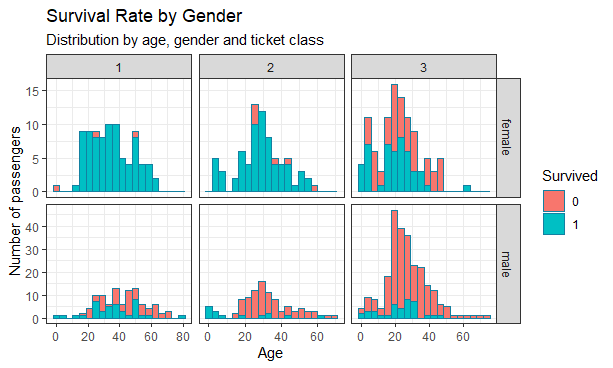 Survival Rate by Gender
Distribution by age, gender and ticket class
1 2 3
15
10
5
0
female
40
30
20
10
0
male
Number of passengers
0 20 40 60 80 0 20 40 60 0 20 40 60
Age
Survived
0
1